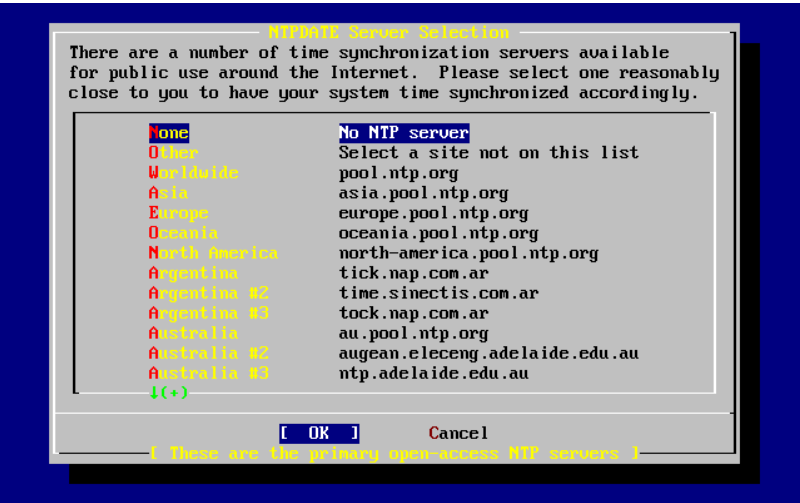 NTPDATE Server Selection
There are a number of time synchronization servers available
for public use around the Internet.  Please select one reasonably
close to you to have your system time synchronized accordingly.
None No NTP server
Other Select a site not on this list
Worldwide pool.ntp.org
Asia asia.pool.ntp.org
Europe europe.pool.ntp.org
Oceania oceania.pool.ntp.org
North America north-america.pool.ntp.org
Argentina tick.nap.com.ar
Argentina #2 time.sinectis.com.ar
Argentina #3 tock.nap.com.ar
Australia au.pool.ntp.org
Australia #2 augean.eleceng.adelaide.edu.au
Australia #3 ntp.adelaide.edu.au
↓(+)
[ OK ] Cancel
[ These are the primary open-access NTP servers ]